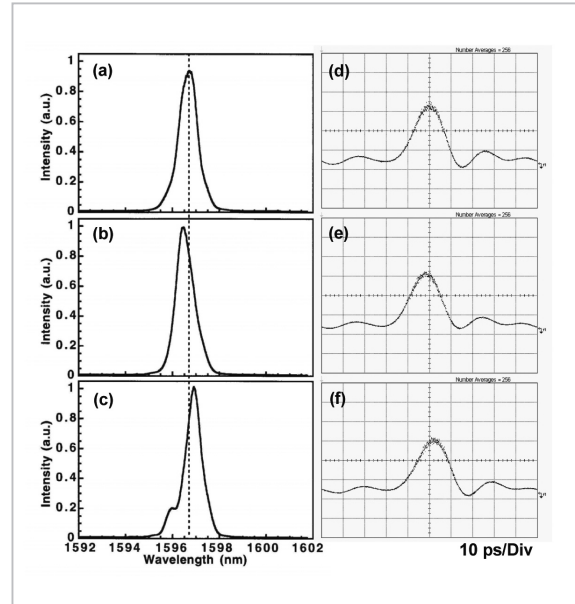 (a)
Intensity (a.u.)
1
0.8
0.6
0.4
0.2
0
(b)
Intensity (a.u.)
1
0.8
0.6
0.4
0.2
0
(c)
Intensity (a.u.)
1
0.8
0.6
0.4
0.2
0
1592 1594 1596 1598 1600 1602
Wavelength (nm)
Number Averages = 256
(d)
Number Averages = 256
(e)
Number Averages = 256
(f)
10 ps/Div